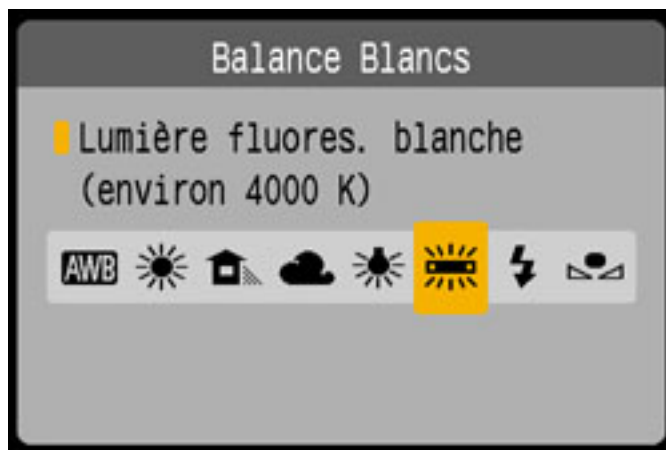 Balance Blancs
Lumière fluores. blanche
(environ 4000 K)
AWB